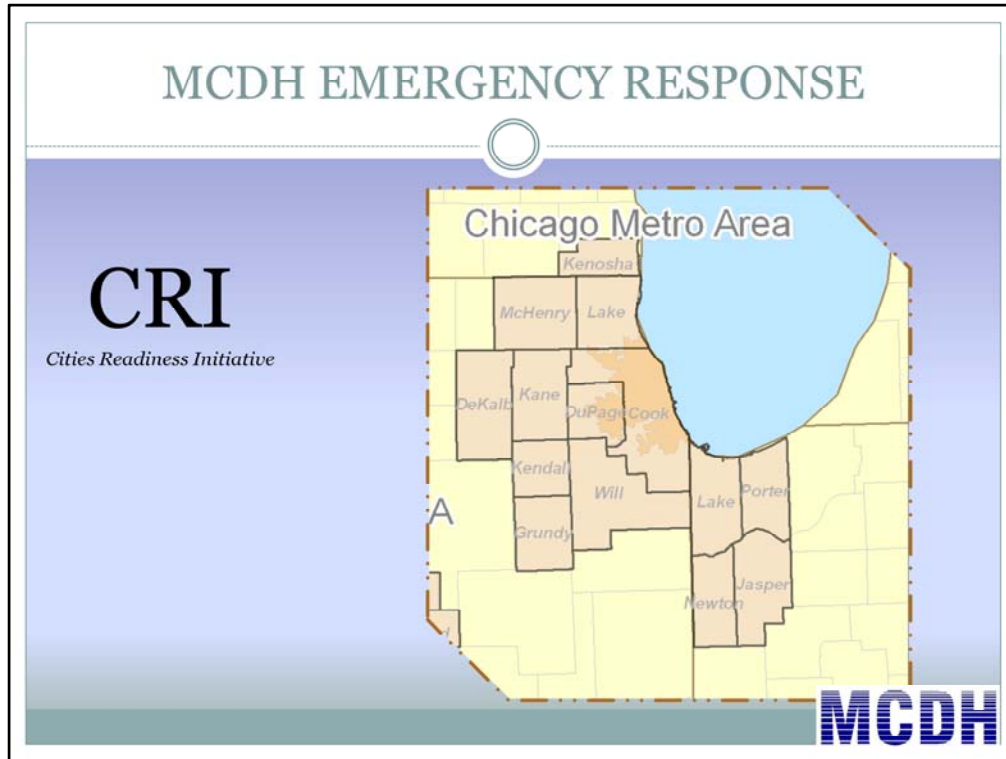 MCDH EMERGENCY RESPONSE
CRI
Cities Readiness Initiative
Chicago Metro Area
Kenosha
McHenry
Lake
DeKalb
Kane
DuPage
Cook
Kendall
Will
Lake
Porter
A
Grundy
Jasper
Newton
MCDH